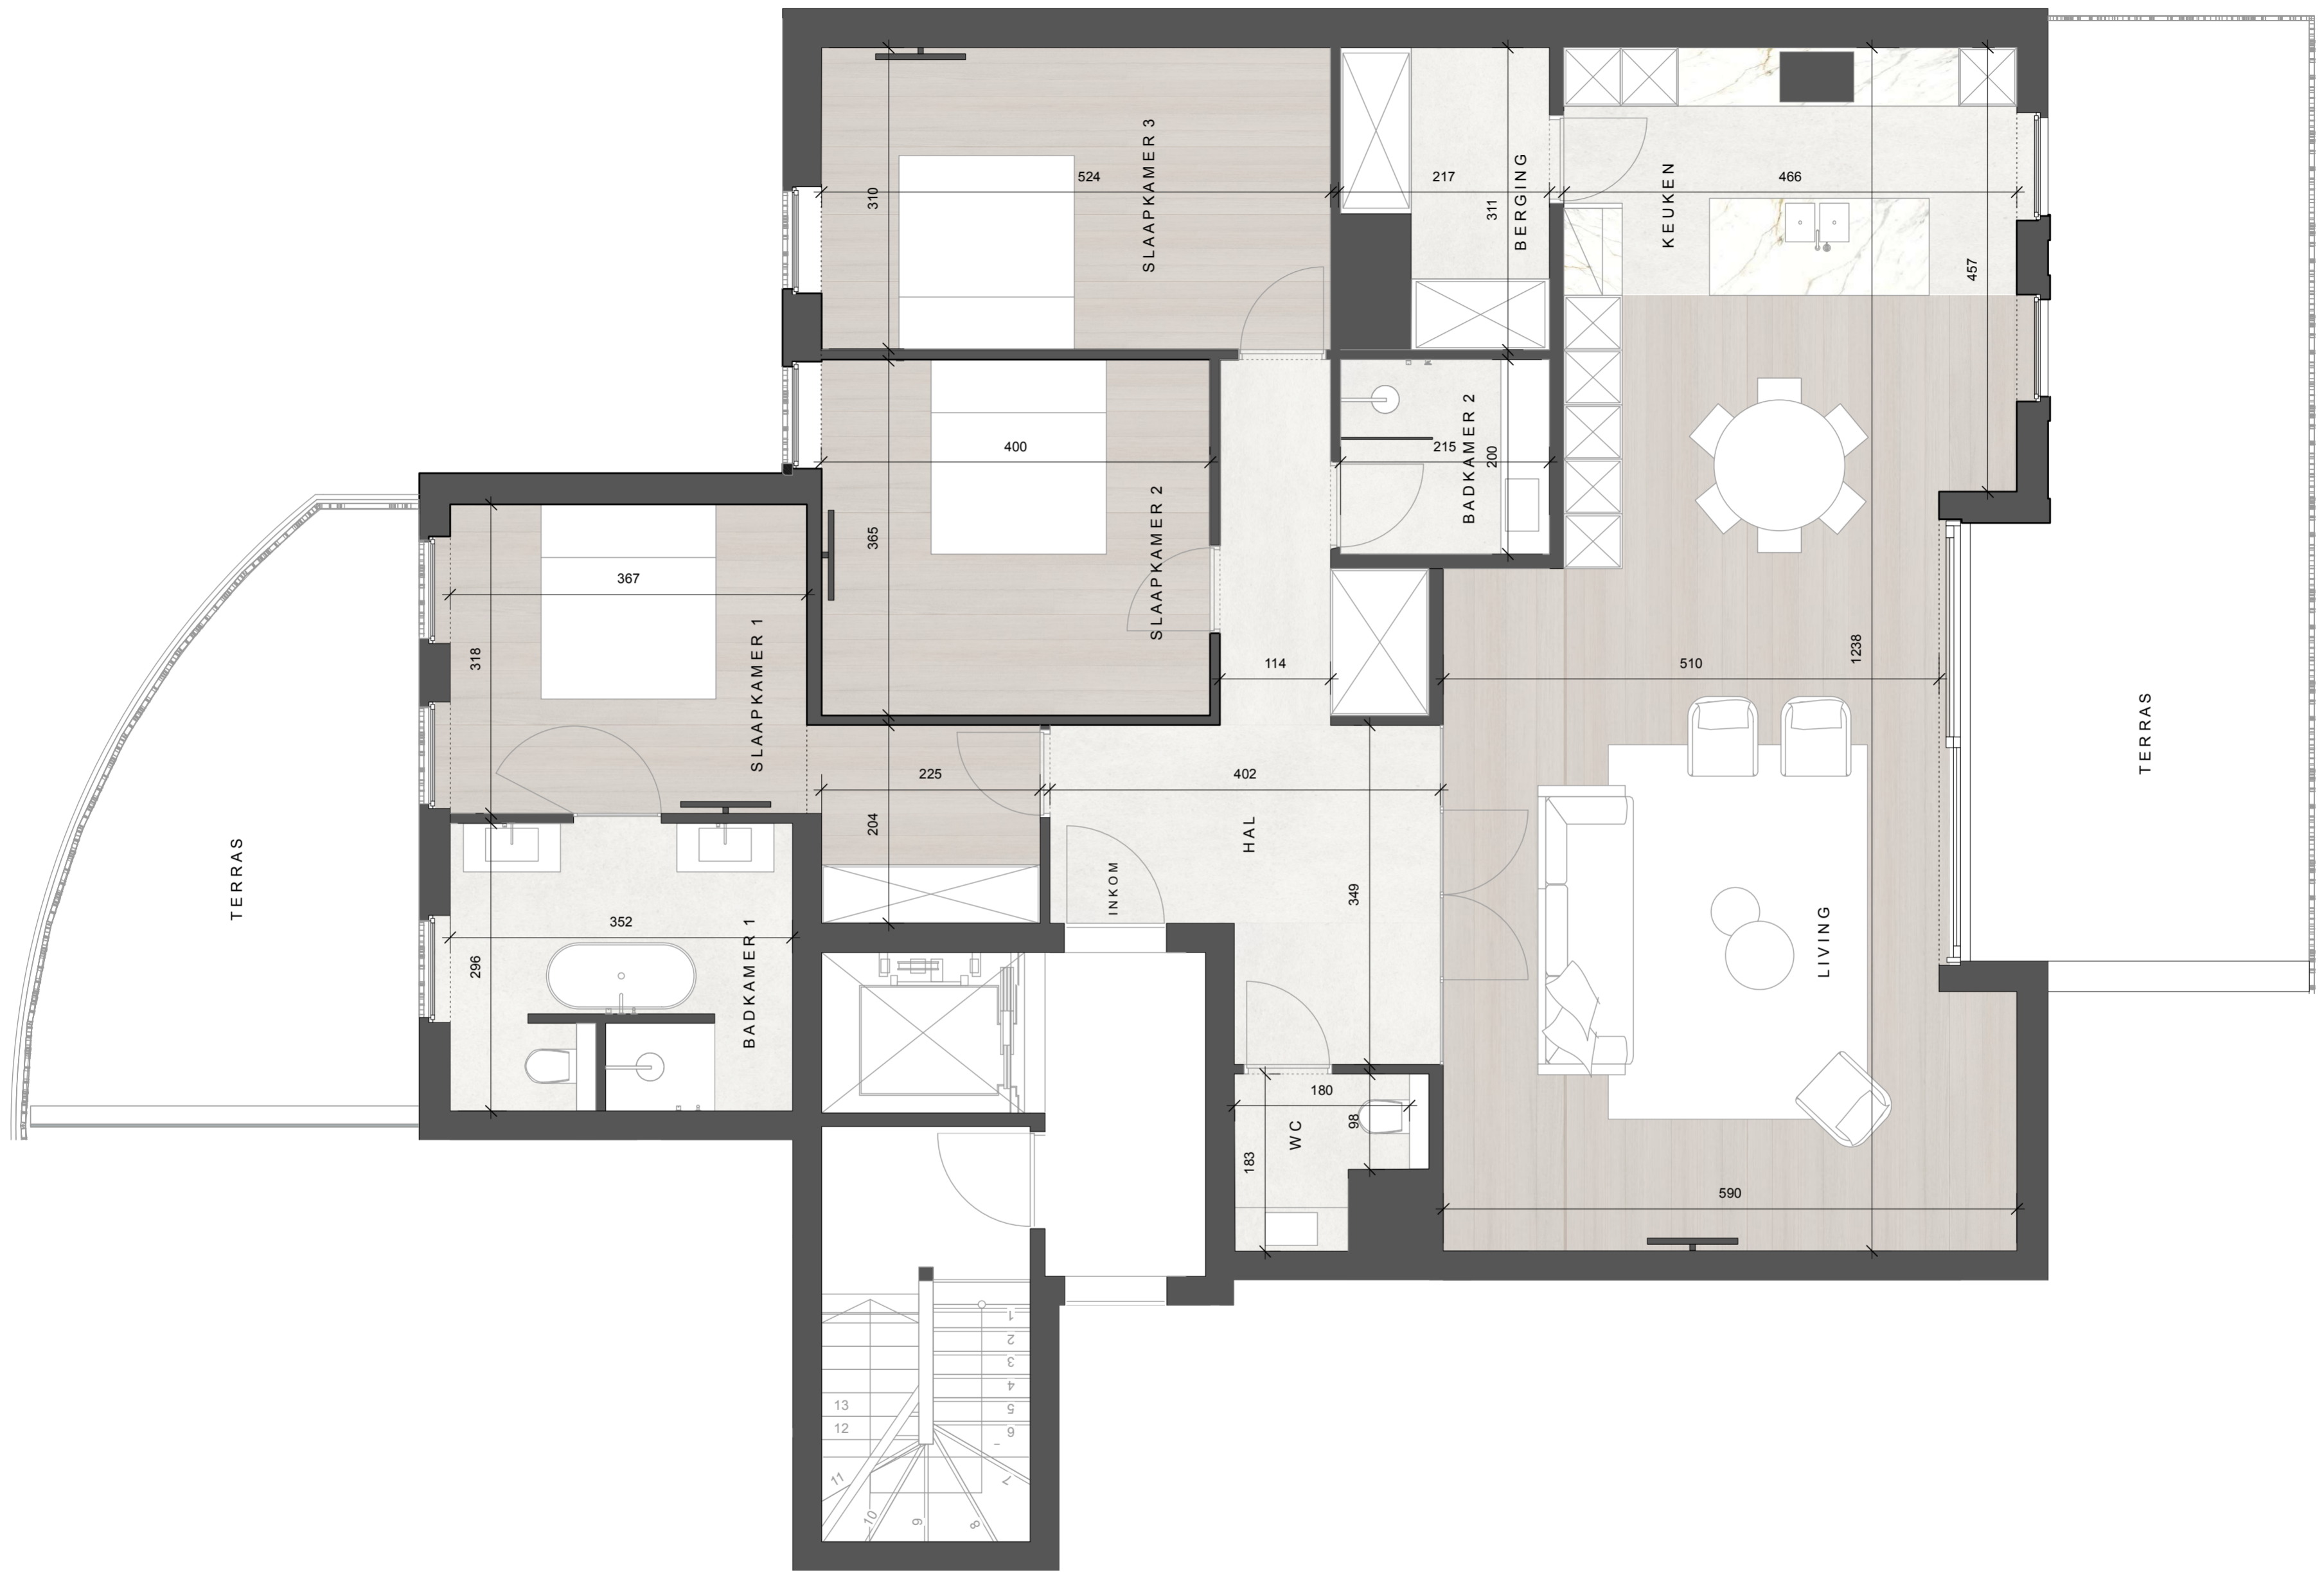 SLAAPKAMER 3
524
310
BERGING
217
311
KEUKEN
466
457
SLAAPKAMER 2
400
365
BADKAMER 2
215
200
SLAAPKAMER 1
367
318
114
510
1238
TERRAS
225
204
402
HAL
349
INKOM
LIVING
TERRAS
BADKAMER 1
352
296
WC
180
98
183
590
1
2
3
4
5
6
7
8
9
10
11
12
13